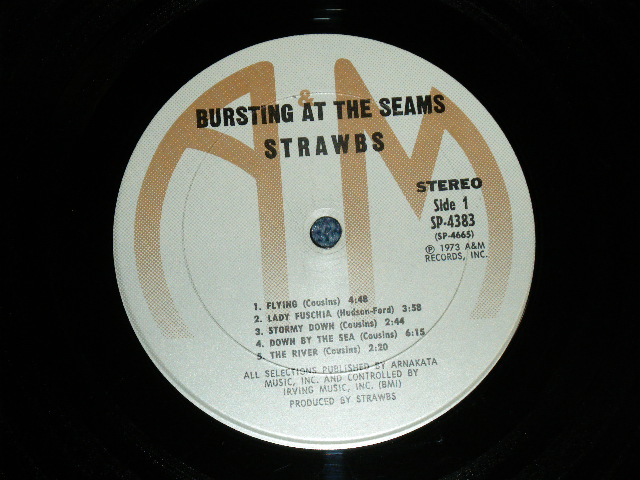 &
BURSTING AT THE SEAMS
STRAWBS
STEREO
Side 1
SP-4383
(SP-4665)
℗ 1973 A&M
RECORDS, INC.
1. FLYING (Cousins) 4:48
2. LADY FUSCHIA (Hudson-Ford) 3:58
3. STORMY DOWN (Cousins) 2:44
4. DOWN BY THE SEA (Cousins) 6:15
5. THE RIVER (Cousins) 2:20
ALL SELECTIONS PUBLISHED BY ARNAKATA
MUSIC, INC. AND CONTROLLED BY
IRVING MUSIC, INC. (BMI)
PRODUCED BY STRAWBS